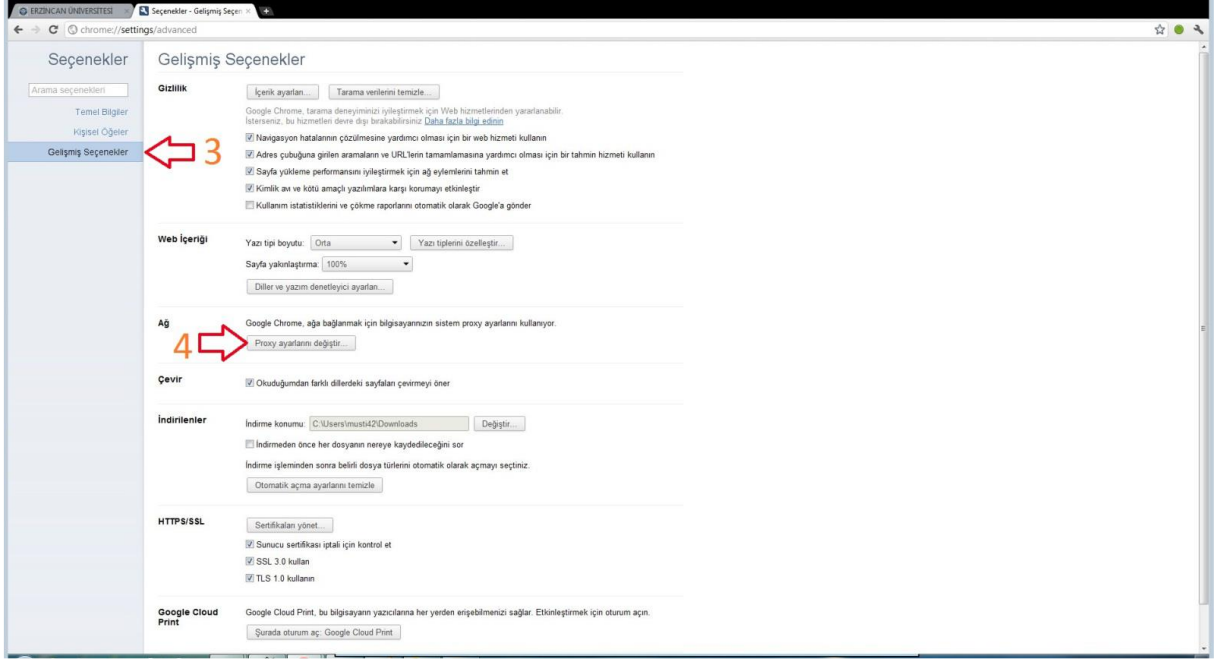 ERZİNCAN ÜNİVERSİTESİ
Seçenekler - Gelişmiş Seçen
chrome://settings/advanced
Seçenekler
Arama seçenekleri
Temel Bilgiler
Kişisel Öğeler
Gelişmiş Seçenekler
3
Gelişmiş Seçenekler
Gizlilik
İçerik ayarları... Tarama verilerini temizle...
Google Chrome, tarama deneyiminizi iyileştirmek için Web hizmetlerinden yararlanabilir.
İsterseniz, bu hizmetleri devre dışı bırakabilirsiniz Daha fazla bilgi edinin
Navigasyon hatalarının çözülmesine yardımcı olması için bir web hizmeti kullanın
Adres çubuğuna girilen aramaların ve URL'lerin tamamlamasına yardımcı olması için bir tahmin hizmeti kullanın
Sayfa yükleme performansını iyileştirmek için ağ eylemlerini tahmin et
Kimlik avı ve kötü amaçlı yazılımlara karşı korumayı etkinleştir
Kullanım istatistiklerini ve çökme raporlarını otomatik olarak Google'a gönder
Web İçeriği
Yazı tipi boyutu: Orta Yazı tiplerini özelleştir...
Sayfa yakınlaştırma: 100%
Diller ve yazım denetleyici ayarları...
Ağ
Google Chrome, ağa bağlanmak için bilgisayarınızın sistem proxy ayarlarını kullanıyor.
4
Proxy ayarlarını değiştir...
Çevir
Okuduğumdan farklı dillerdeki sayfaları çevirmeyi öner
İndirilenler
İndirme konumu: C:\Users\musti42\Downloads Değiştir...
İndirmeden önce her dosyanın nereye kaydedileceğini sor
İndirme işleminden sonra belirli dosya türlerini otomatik olarak açmayı seçtiniz.
Otomatik açma ayarlarını temizle
HTTPS/SSL
Sertifikaları yönet...
Sunucu sertifikası iptali için kontrol et
SSL 3.0 kullan
TLS 1.0 kullanın
Google Cloud
Print
Google Cloud Print, bu bilgisayarın yazıcılarına her yerden erişebilmenizi sağlar. Etkinleştirmek için oturum açın.
Şurada oturum aç: Google Cloud Print